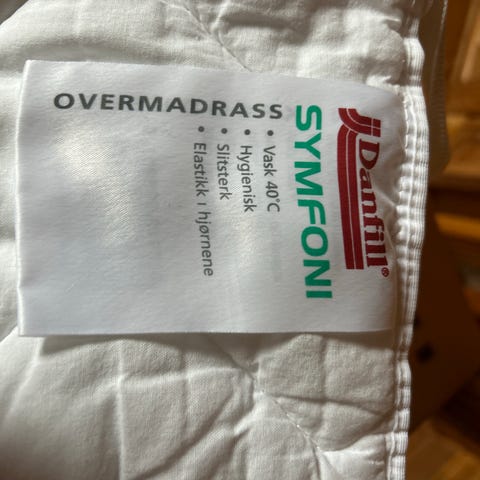 Danfill®
SYMFONI
• Vask 40°C
• Hygienisk
• Slitsterk
• Elastikk i hjørnene
OVERMADRASS